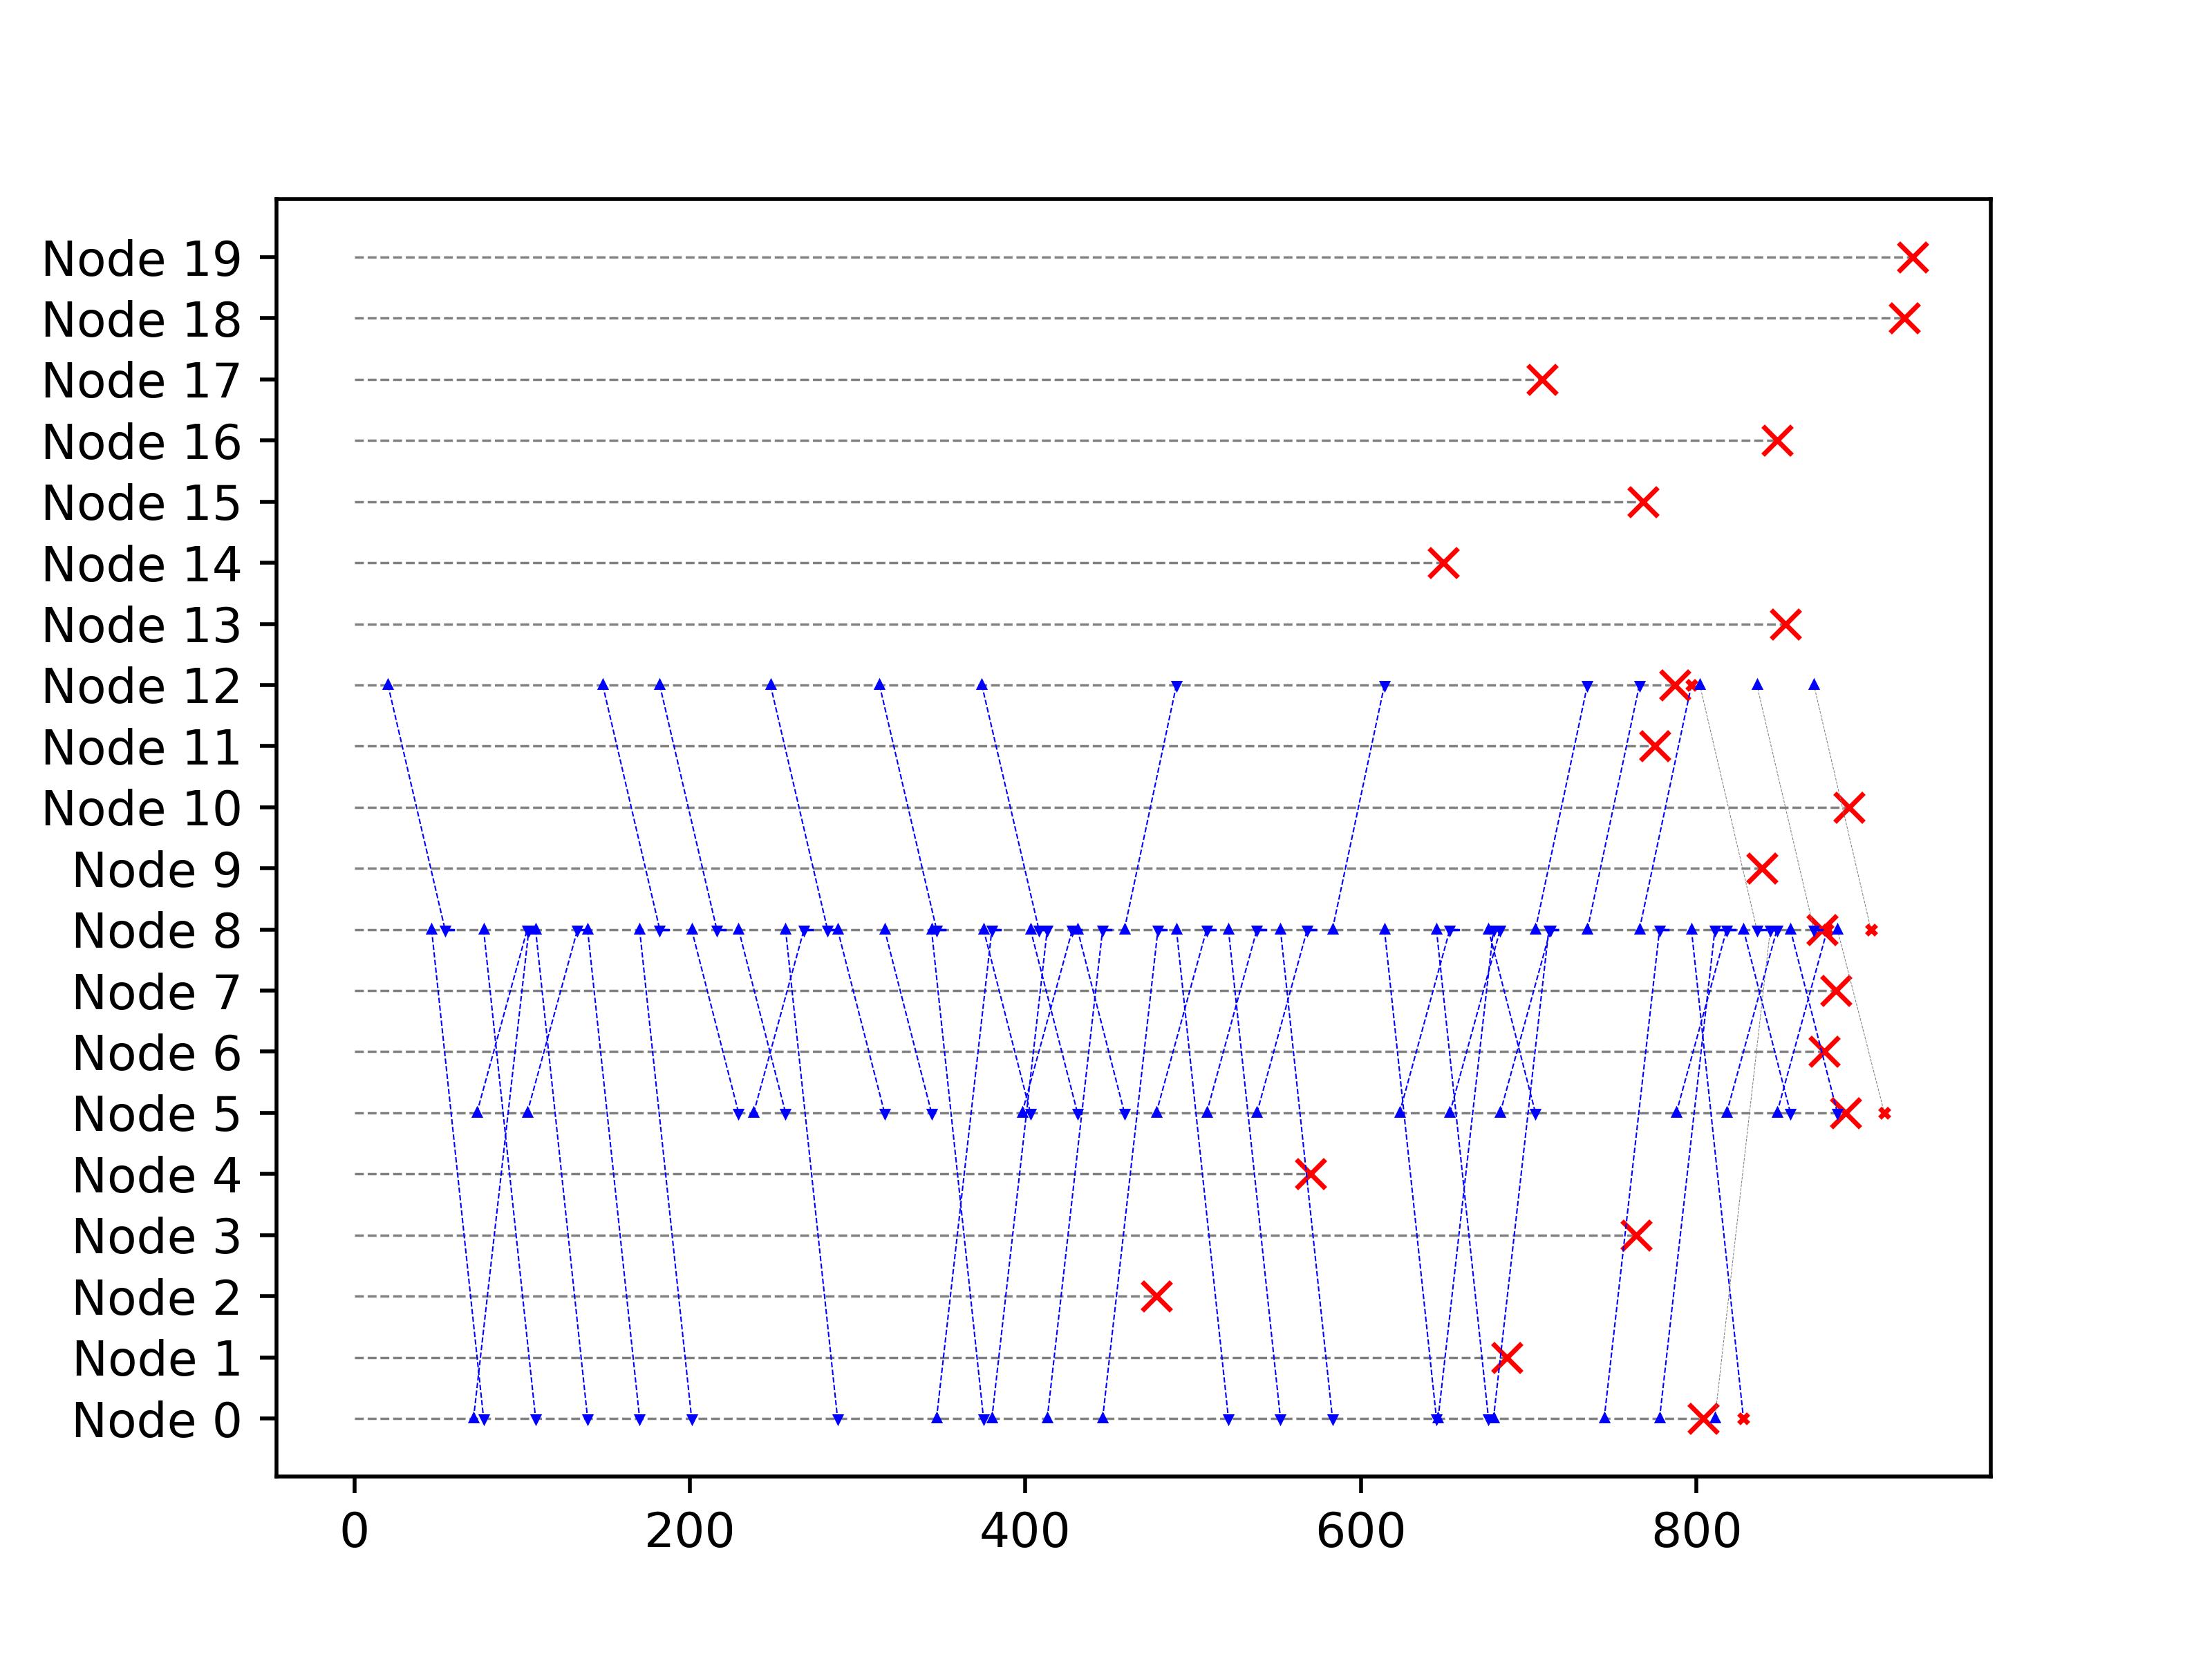 Node 19
Node 18
Node 17
Node 16
Node 15
Node 14
Node 13
Node 12
Node 11
Node 10
Node 9
Node 8
Node 7
Node 6
Node 5
Node 4
Node 3
Node 2
Node 1
Node 0
0 200 400 600 800